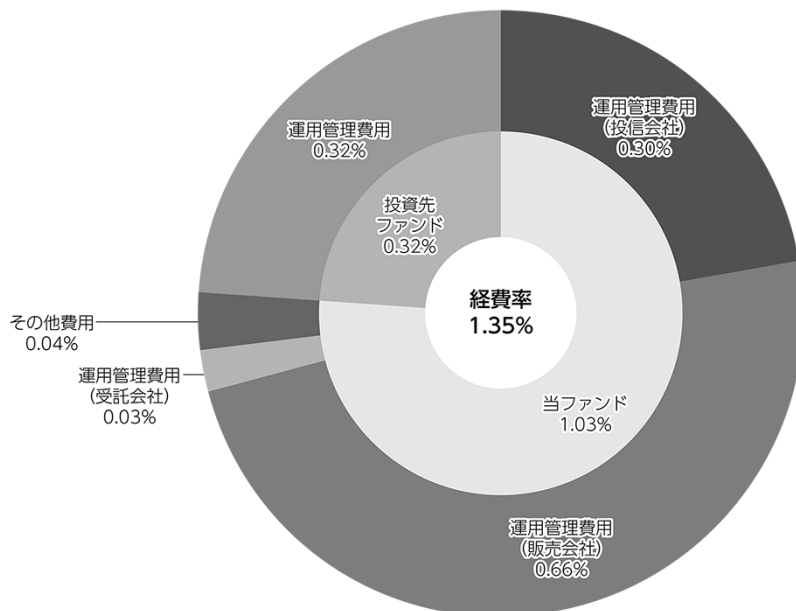 運用管理費用
(投信会社)
0.30%
運用管理費用
0.32%
投資先
ファンド
0.32%
経費率
1.35%
その他費用
0.04%
運用管理費用
(受託会社)
0.03%
当ファンド
1.03%
運用管理費用
(販売会社)
0.66%